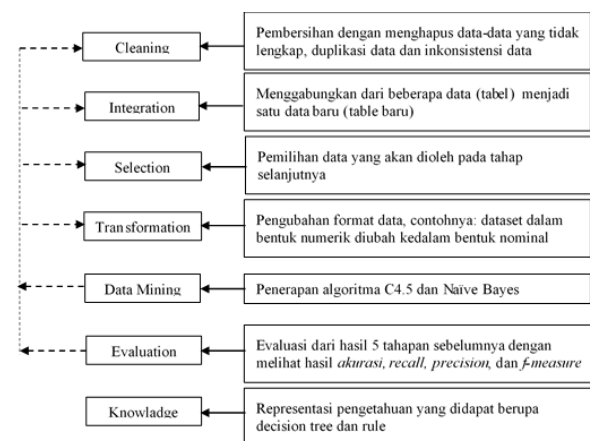 Cleaning
Pembersihan dengan menghapus data-data yang tidak
lengkap, duplikasi data dan inkonsistensi data
Integration
Menggabungkan dari beberapa data (tabel) menjadi
satu data baru (table baru)
Selection
Pemilihan data yang akan dioleh pada tahap
selanjutnya
Transformation
Pengubahan format data, contohnya: dataset dalam
bentuk numerik diubah kedalam bentuk nominal
Data Mining
Penerapan algoritma C4.5 dan Naïve Bayes
Evaluation
Evaluasi dari hasil 5 tahapan sebelumnya dengan
melihat hasil akurasi, recall, precision, dan f-measure
Knowladge
Representasi pengetahuan yang didapat berupa
decision tree dan rule